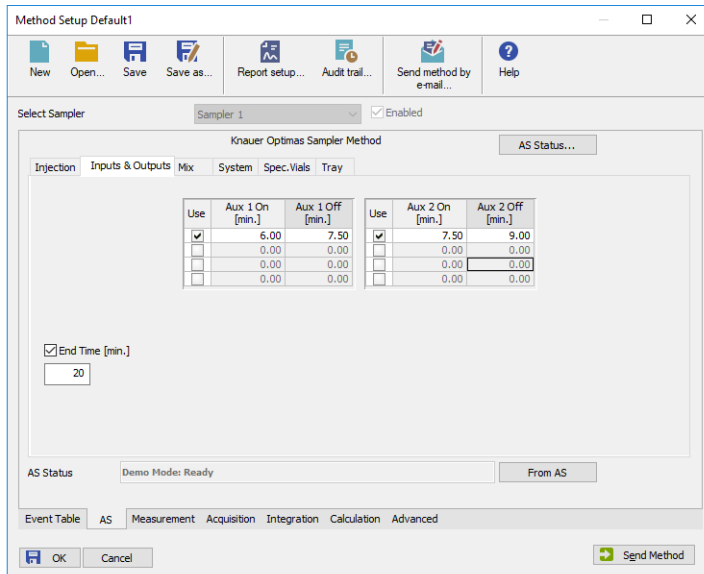 Method Setup Default1
New Open... Save Save as... Report setup... Audit trail... Send method by e-mail... Help
Select Sampler Sampler 1 Enabled
Knauer Optimas Sampler Method AS Status...
Injection Inputs & Outputs Mix System Spec.Vials Tray
Use Aux 1 On [min.] Aux 1 Off [min.] Use Aux 2 On [min.] Aux 2 Off [min.]
6.00 7.50 7.50 9.00
0.00 0.00 0.00 0.00
0.00 0.00 0.00 0.00
0.00 0.00 0.00 0.00
End Time [min.]
20
AS Status Demo Mode: Ready From AS
Event Table AS Measurement Acquisition Integration Calculation Advanced
OK Cancel Send Method